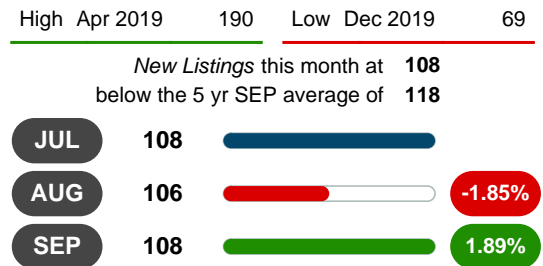 High Apr 2019 190 Low Dec 2019 69
New Listings this month at 108
below the 5 yr SEP average of 118
JUL 108
AUG 106 -1.85%
SEP 108 1.89%